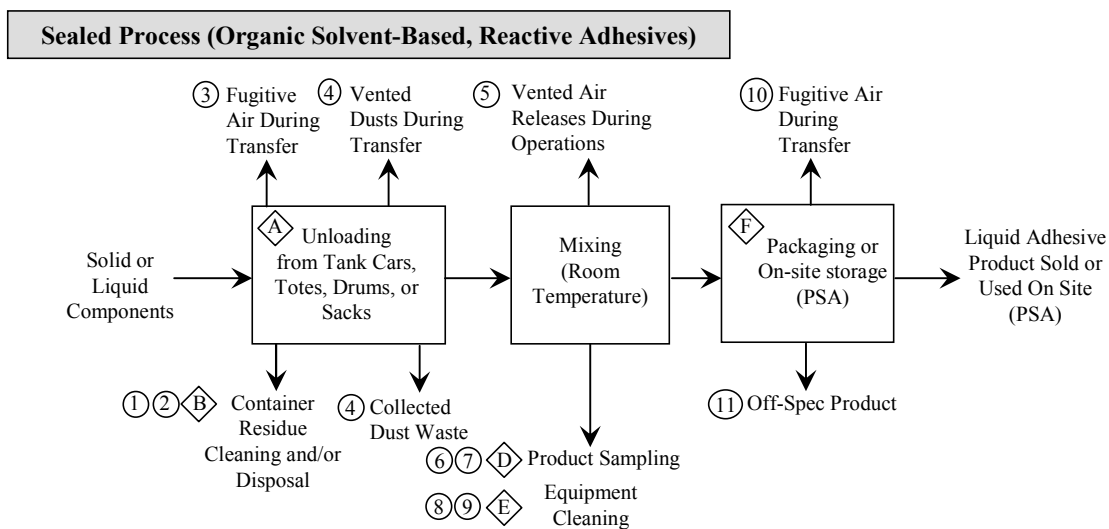 Sealed Process (Organic Solvent-Based, Reactive Adhesives)
3 Fugitive
Air During
Transfer
4 Vented
Dusts During
Transfer
5 Vented Air
Releases During
Operations
10 Fugitive Air
During
Transfer
Solid or
Liquid
Components
A
Unloading
from Tank Cars,
Totes, Drums, or
Sacks
Mixing
(Room
Temperature)
F
Packaging or
On-site storage
(PSA)
Liquid Adhesive
Product Sold or
Used On Site
(PSA)
1 2 B Container
Residue
Cleaning and/or
Disposal
4 Collected
Dust Waste
6 7 D Product Sampling
8 9 E Equipment
Cleaning
11 Off-Spec Product